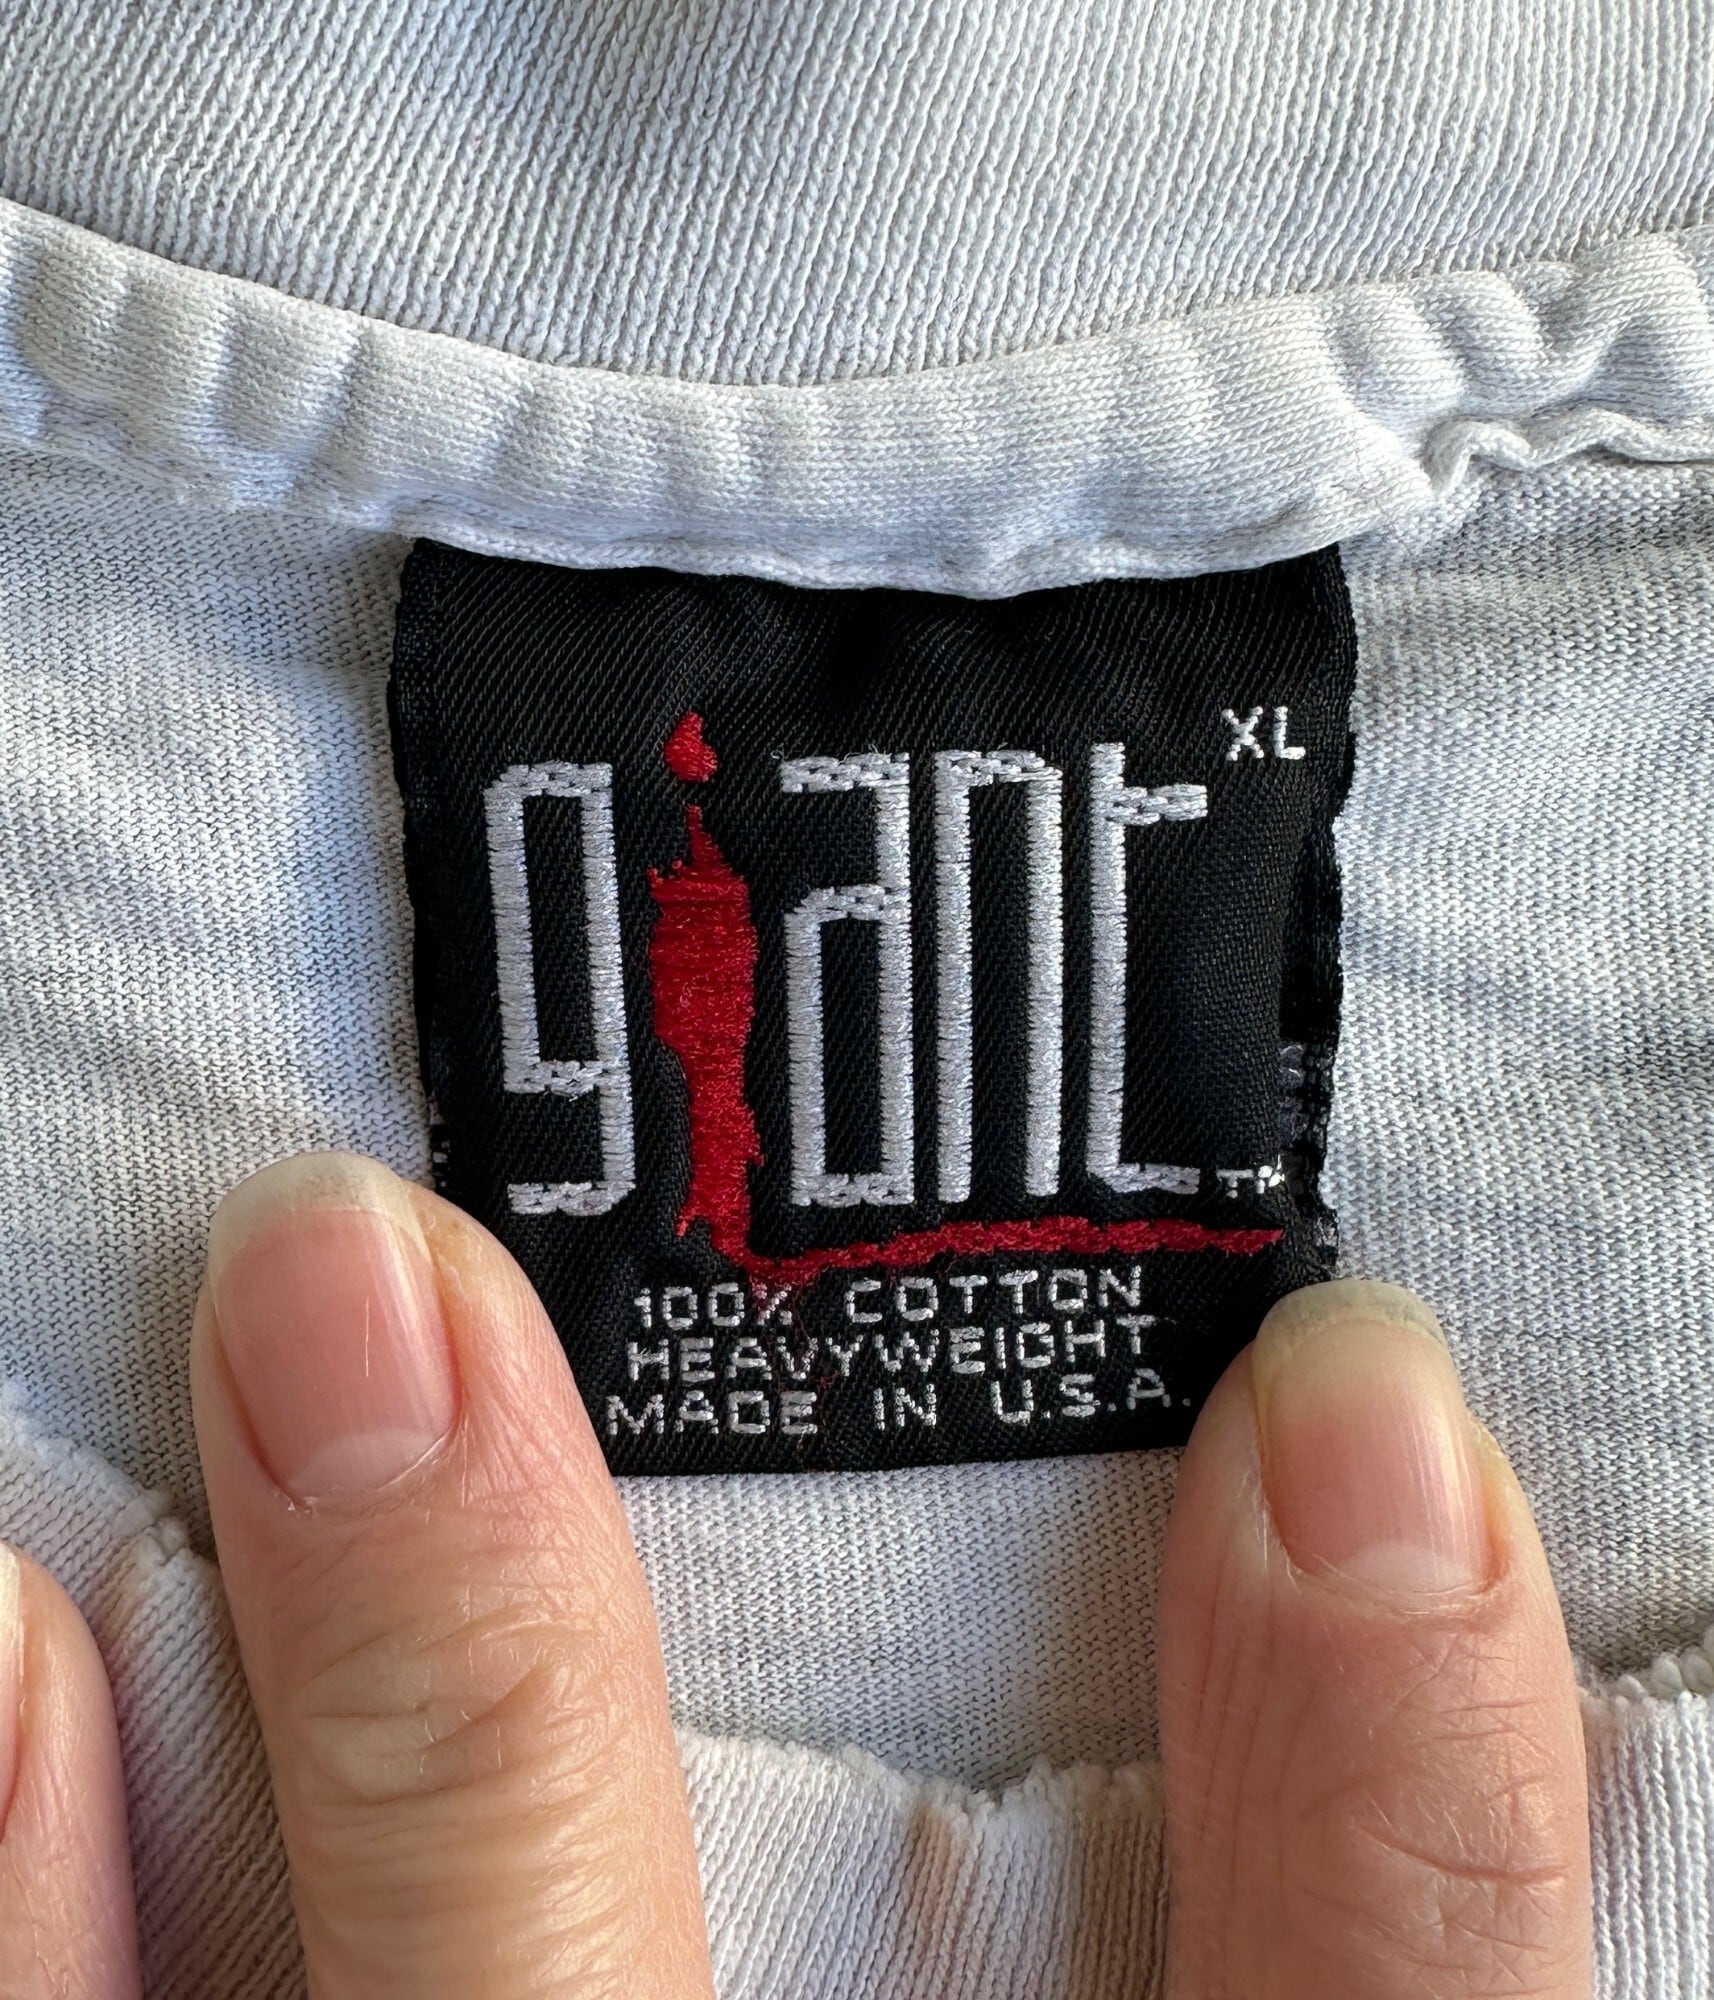 giant XL
TM
100% COTTON
HEAVYWEIGHT
MADE IN U.S.A.